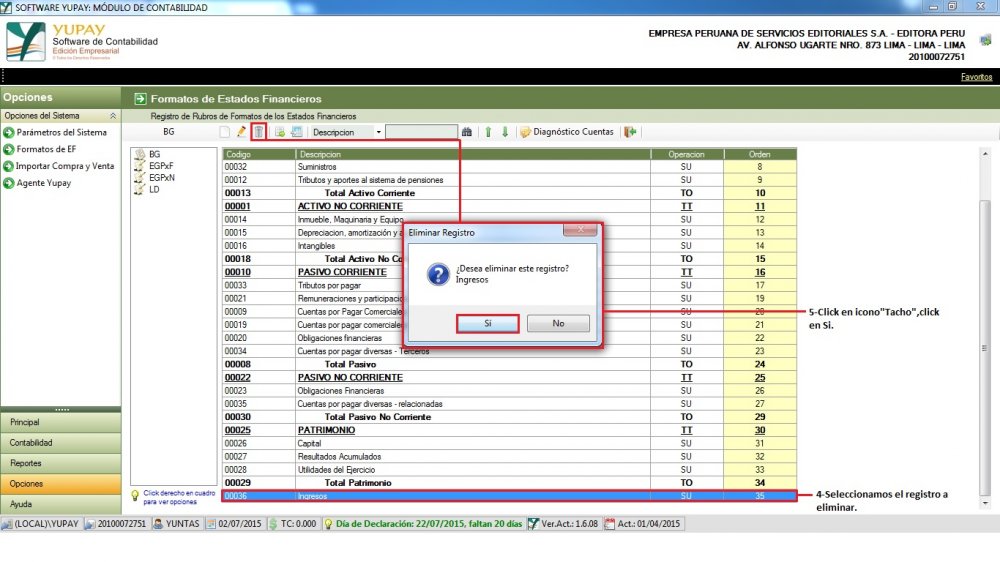 SOFTWARE YUPAY: MÓDULO DE CONTABILIDAD
YUPAY
Software de Contabilidad
Edición Empresarial
EMPRESA PERUANA DE SERVICIOS EDITORIALES S.A. - EDITORA PERU
AV. ALFONSO UGARTE NRO. 873 LIMA - LIMA - LIMA
20100072751
Favoritos
Opciones
Opciones del Sistema
Parámetros del Sistema
Formatos de EF
Importar Compra y Venta
Agente Yupay
Principal
Contabilidad
Reportes
Opciones
Ayuda
Formatos de Estados Financieros
Registro de Rubros de Formatos de los Estados Financieros
BG Descripcion Diagnóstico Cuentas
BG
EGPxF
EGPxN
LD
Click derecho en cuadro
para ver opciones
Codigo Descripcion Operacion Orden
00032 Suministros SU 8
00012 Tributos y aportes al sistema de pensiones SU 9
00013 Total Activo Corriente TO 10
00001 ACTIVO NO CORRIENTE TT 11
00014 Inmueble, Maquinaria y Equipo SU 12
00015 Depreciacion, amortización y a SU 13
00016 Intangibles SU 14
00018 Total Activo No Co TO 15
00010 PASIVO CORRIENTE TT 16
00033 Tributos por pagar SU 17
00021 Remuneraciones y participacio SU 19
00009 Cuentas por Pagar Comerciale SU 20
00019 Cuentas por pagar comerciale SU 21
00020 Obligaciones financieras SU 22
00034 Cuentas por pagar diversas - Terceros SU 23
00008 Total Pasivo TO 24
00022 PASIVO NO CORRIENTE TT 25
00023 Obligaciones Financieras SU 26
00035 Cuentas por pagar diversas - relacionadas SU 27
00030 Total Pasivo No Corriente TO 29
00025 PATRIMONIO TT 30
00026 Capital SU 31
00027 Resultados Acumulados SU 32
00028 Utilidades del Ejercicio SU 33
00029 Total Patrimonio TO 34
00036 Ingresos SU 35
Eliminar Registro
¿Desea eliminar este registro?
Ingresos
Si No
5-Click en icono"Tacho",click
en Si.
4-Seleccionamos el registro a
eliminar.
(LOCAL)\YUPAY 20100072751 YUNTAS 02/07/2015 TC: 0.000 Día de Declaración: 22/07/2015, faltan 20 días Ver.Act.: 1.6.08 Act.: 01/04/2015